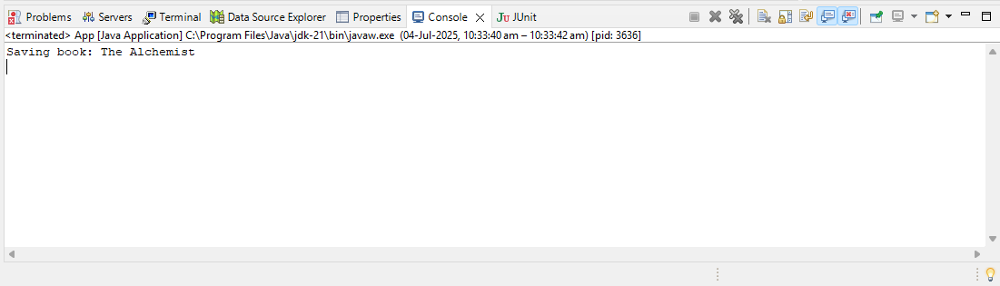 Problems Servers Terminal Data Source Explorer Properties Console JUnit
<terminated> App [Java Application] C:\Program Files\Java\jdk-21\bin\javaw.exe (04-Jul-2025, 10:33:40 am – 10:33:42 am) [pid: 3636]
Saving book: The Alchemist